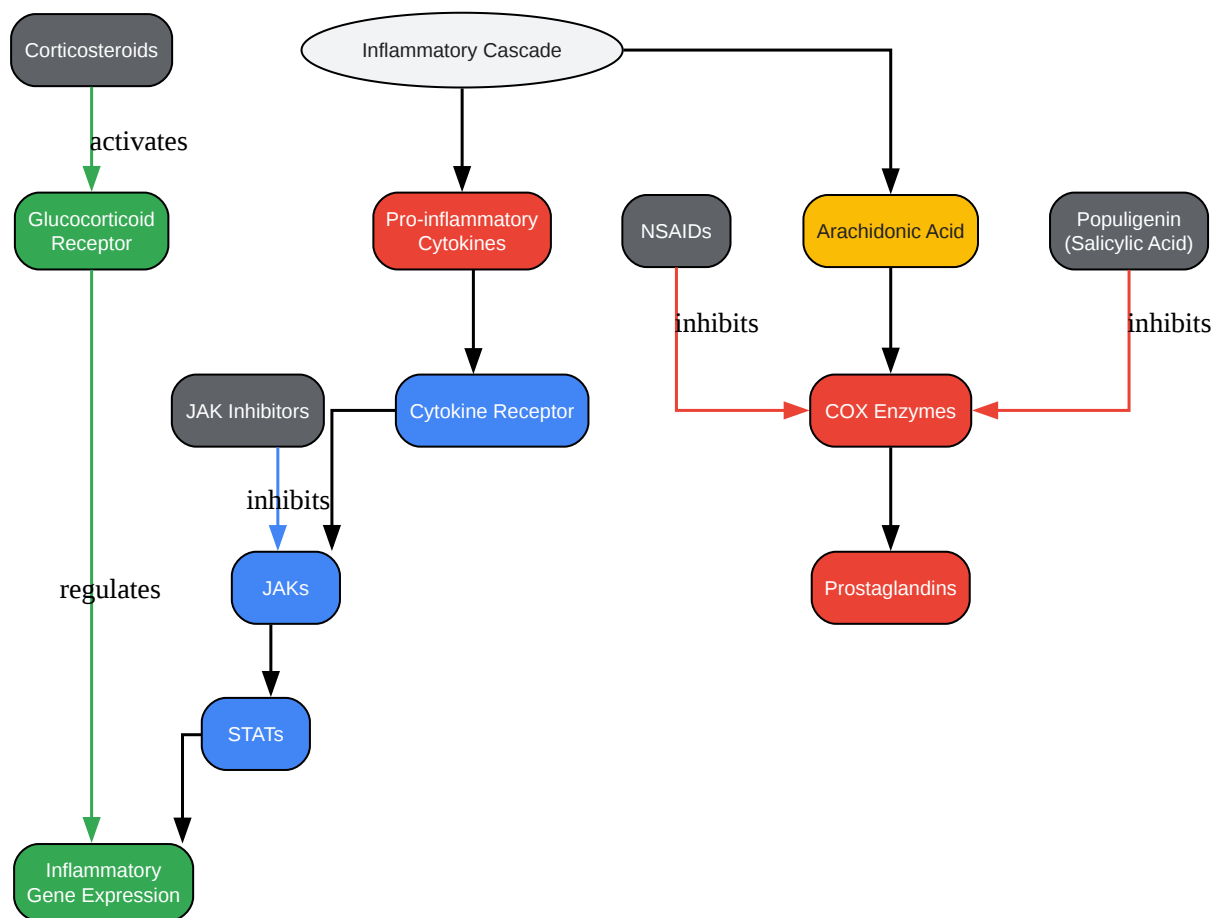 Corticosteroids
Inflammatory Cascade
activates
Glucocorticoid
Receptor
Pro-inflammatory
Cytokines
NSAIDs
Arachidonic Acid
Populigenin
(Salicylic Acid)
inhibits
inhibits
JAK Inhibitors
Cytokine Receptor
COX Enzymes
inhibits
regulates
JAKs
Prostaglandins
STATs
Inflammatory
Gene Expression